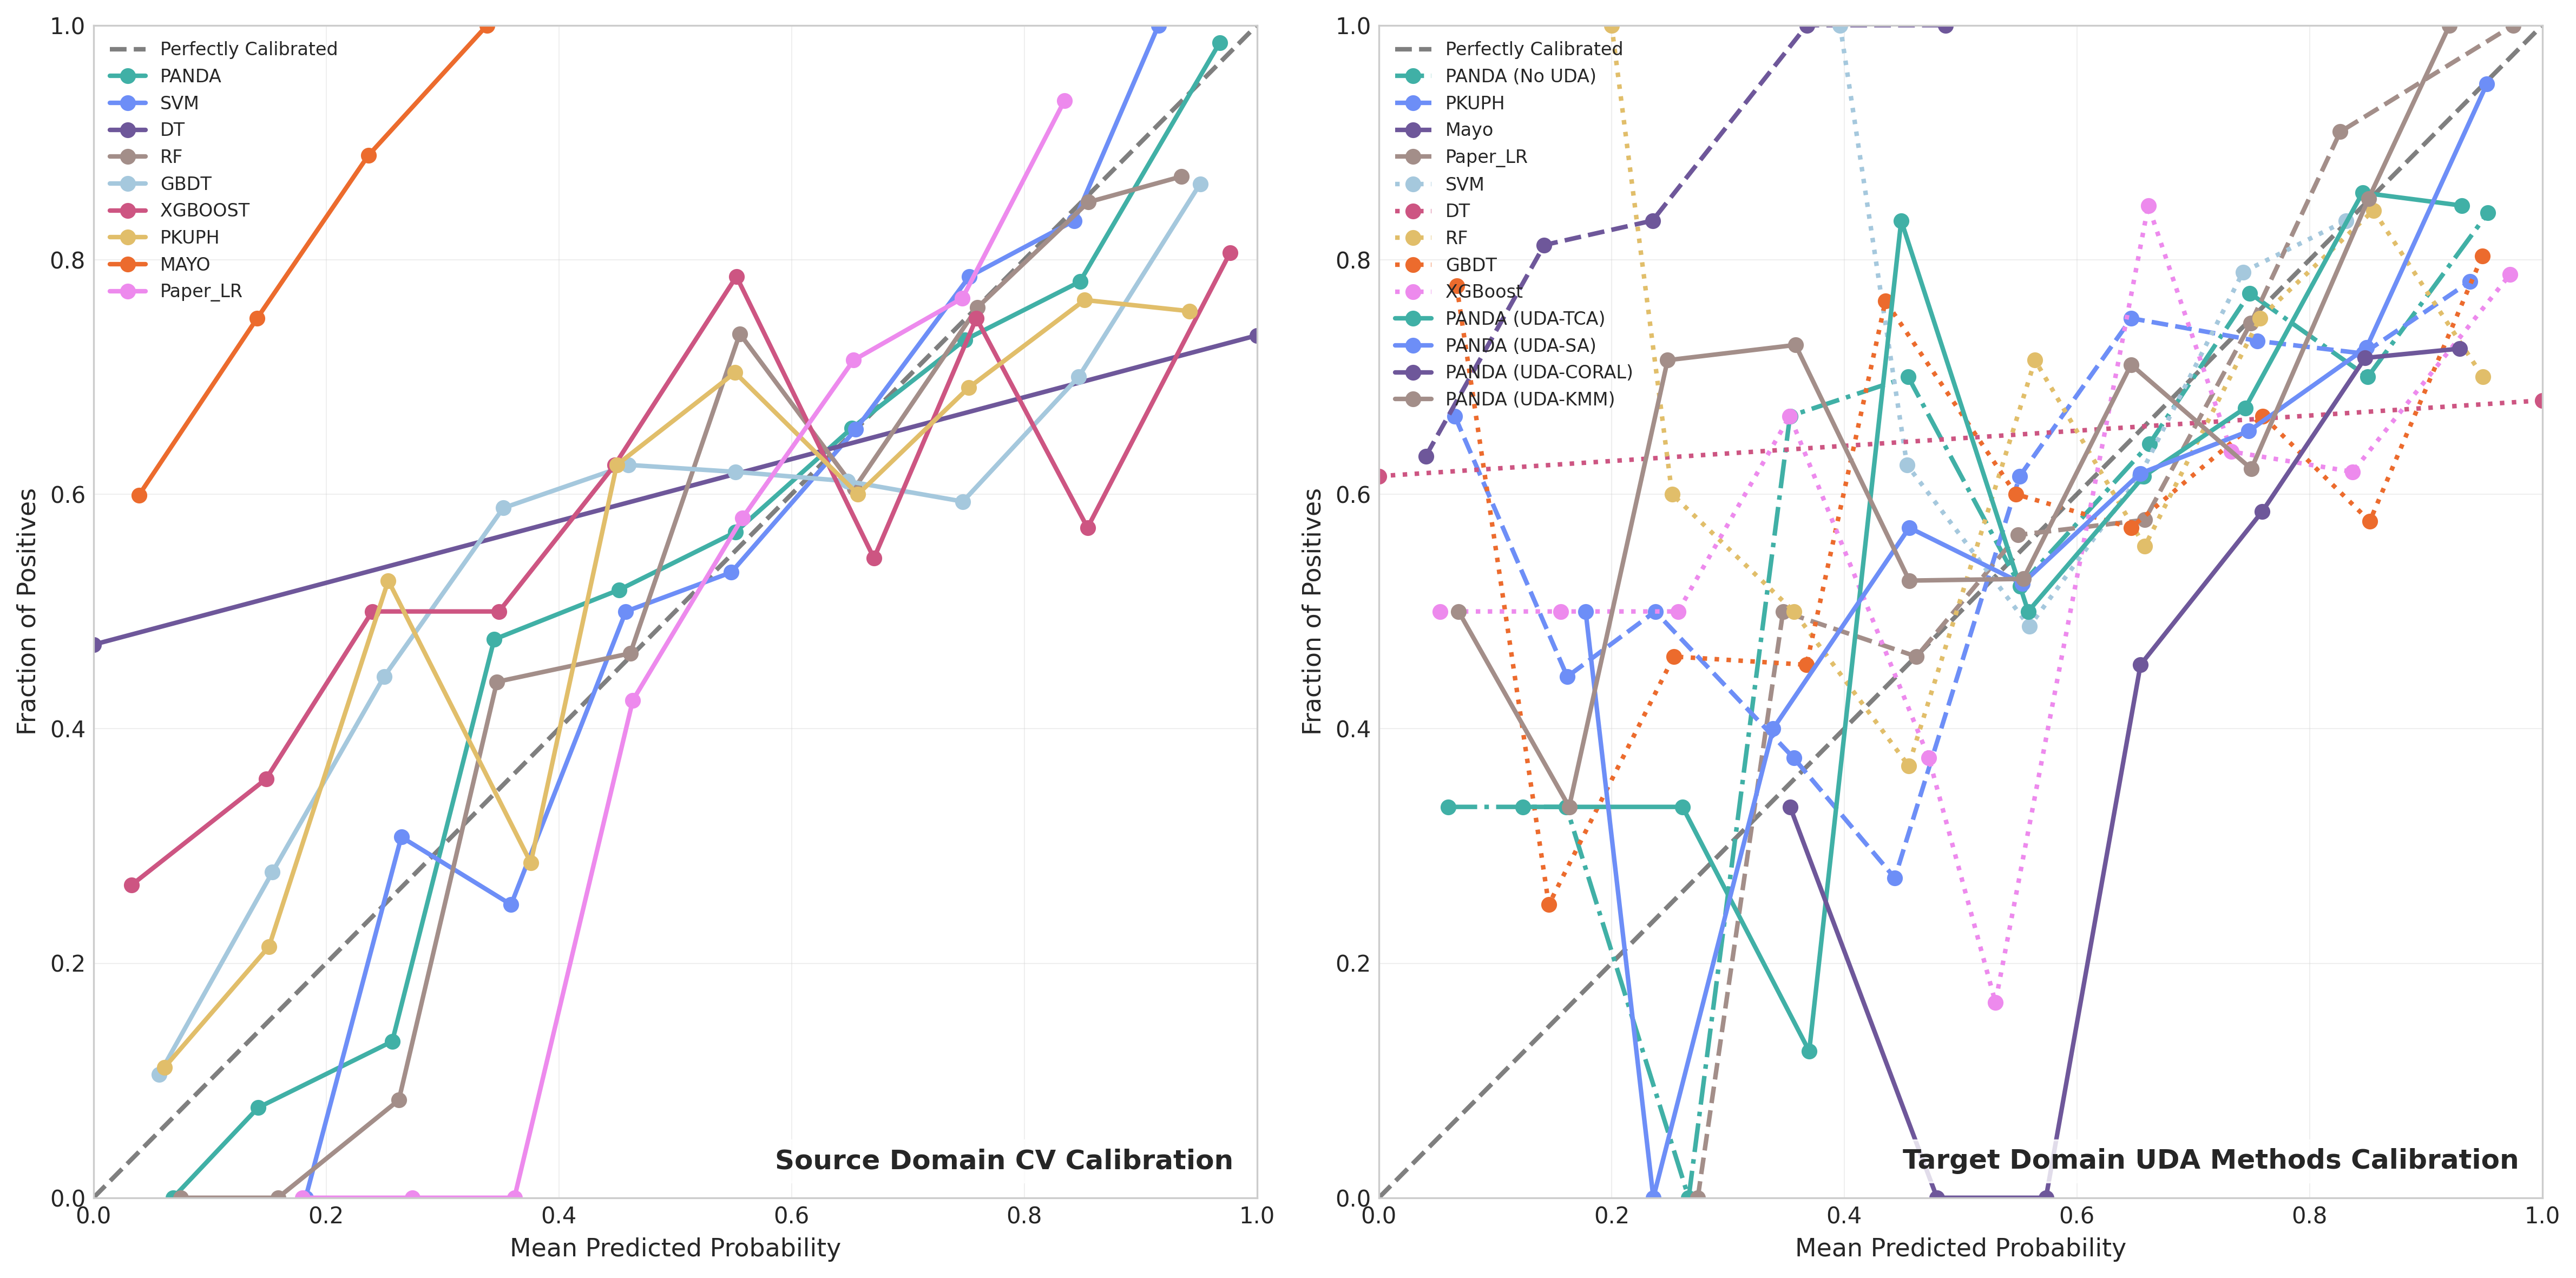 1.0
0.8
0.6
0.4
0.2
0.0
Fraction of Positives
Perfectly Calibrated
PANDA
SVM
DT
RF
GBDT
XGBOOST
PKUPH
MAYO
Paper_LR
Source Domain CV Calibration
0.0 0.2 0.4 0.6 0.8 1.0
Mean Predicted Probability
1.0
0.8
0.6
0.4
0.2
0.0
Fraction of Positives
Perfectly Calibrated
PANDA (No UDA)
PKUPH
Mayo
Paper_LR
SVM
DT
RF
GBDT
XGBoost
PANDA (UDA-TCA)
PANDA (UDA-SA)
PANDA (UDA-CORAL)
PANDA (UDA-KMM)
Target Domain UDA Methods Calibration
0.0 0.2 0.4 0.6 0.8 1.0
Mean Predicted Probability